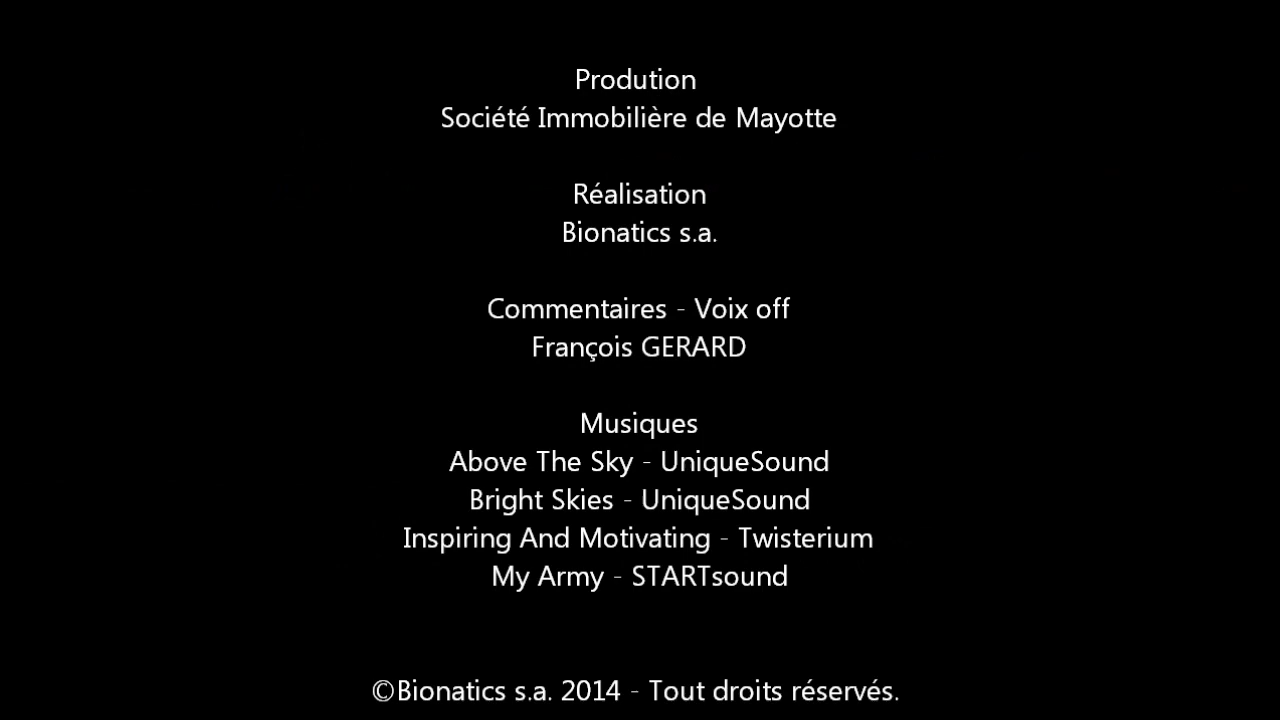 Prodution
Société Immobilière de Mayotte
Réalisation
Bionatics s.a.
Commentaires - Voix off
François GERARD
Musiques
Above The Sky - UniqueSound
Bright Skies - UniqueSound
Inspiring And Motivating - Twisterium
My Army - STARTsound
©Bionatics s.a. 2014 - Tout droits réservés.